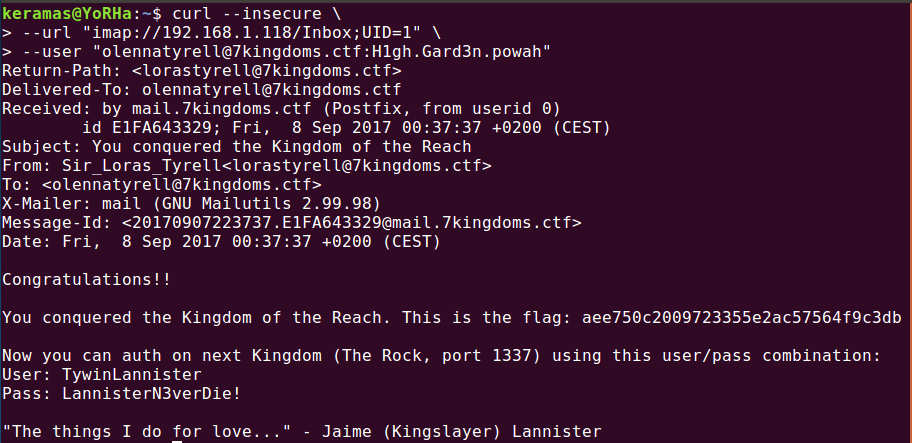 keramas@YoRHa:~$ curl --insecure \
> --url "imap://192.168.1.118/Inbox;UID=1" \
> --user "olennatyrell@7kingdoms.ctf:H1gh.Gard3n.powah"
Return-Path: <lorastyrell@7kingdoms.ctf>
Delivered-To: olennatyrell@7kingdoms.ctf
Received: by mail.7kingdoms.ctf (Postfix, from userid 0)
        id E1FA643329; Fri,  8 Sep 2017 00:37:37 +0200 (CEST)
Subject: You conquered the Kingdom of the Reach
From: Sir_Loras_Tyrell<lorastyrell@7kingdoms.ctf>
To: <olennatyrell@7kingdoms.ctf>
X-Mailer: mail (GNU Mailutils 2.99.98)
Message-Id: <20170907223737.E1FA643329@mail.7kingdoms.ctf>
Date: Fri,  8 Sep 2017 00:37:37 +0200 (CEST)

Congratulations!!

You conquered the Kingdom of the Reach. This is the flag: aee750c2009723355e2ac57564f9c3db

Now you can auth on next Kingdom (The Rock, port 1337) using this user/pass combination:
User: TywinLannister
Pass: LannisterN3verDie!

"The things I do for love..." - Jaime (Kingslayer) Lannister